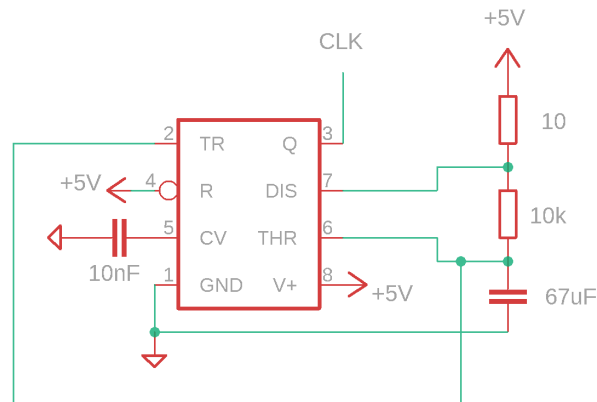 +5V
CLK
10
2 TR Q 3
+5V 4 R DIS 7
10k
5 CV THR 6
10nF 1 GND V+ 8
+5V
67uF